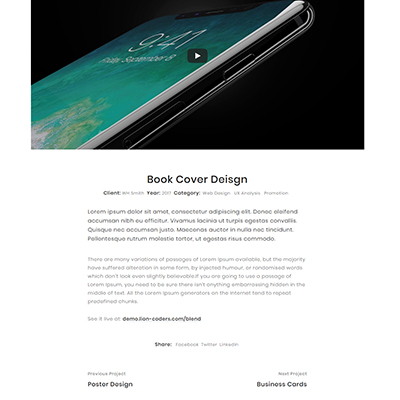 9:41
Friday, September 8
Book Cover Deisgn
Client: WH Smith Year: 2017 Category: Web Design UX Analysis Promotion
Lorem ipsum dolor sit amet, consectetur adipiscing elit. Donec eleifend
accumsan nibh eu efficitur. Vivamus lacinia ut turpis egestas convallis.
Quisque nec accumsan justo. Maecenas auctor in nulla nec tincidunt.
Pellentesque rutrum molestie tortor, ut egestas risus commodo.
There are many variations of passages of Lorem Ipsum available, but the majority
have suffered alteration in some form, by injected humour, or randomised words
which don't look even slightly believable.If you are going to use a passage of
Lorem Ipsum, you need to be sure there isn't anything embarrassing hidden in the
middle of text. All the Lorem Ipsum generators on the Internet tend to repeat
predefined chunks.
See it live at: demo.lion-coders.com/blend
Share: Facebook Twitter LinkedIn
Previous Project Next Project
Poster Design Business Cards